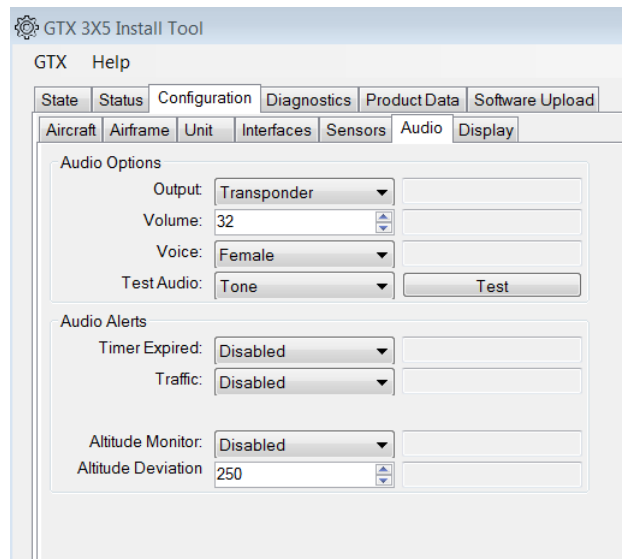 GTX 3X5 Install Tool
GTX Help
State Status Configuration Diagnostics Product Data Software Upload
Aircraft Airframe Unit Interfaces Sensors Audio Display
Audio Options
Output: Transponder
Volume: 32
Voice: Female
Test Audio: Tone Test
Audio Alerts
Timer Expired: Disabled
Traffic: Disabled
Altitude Monitor: Disabled
Altitude Deviation 250